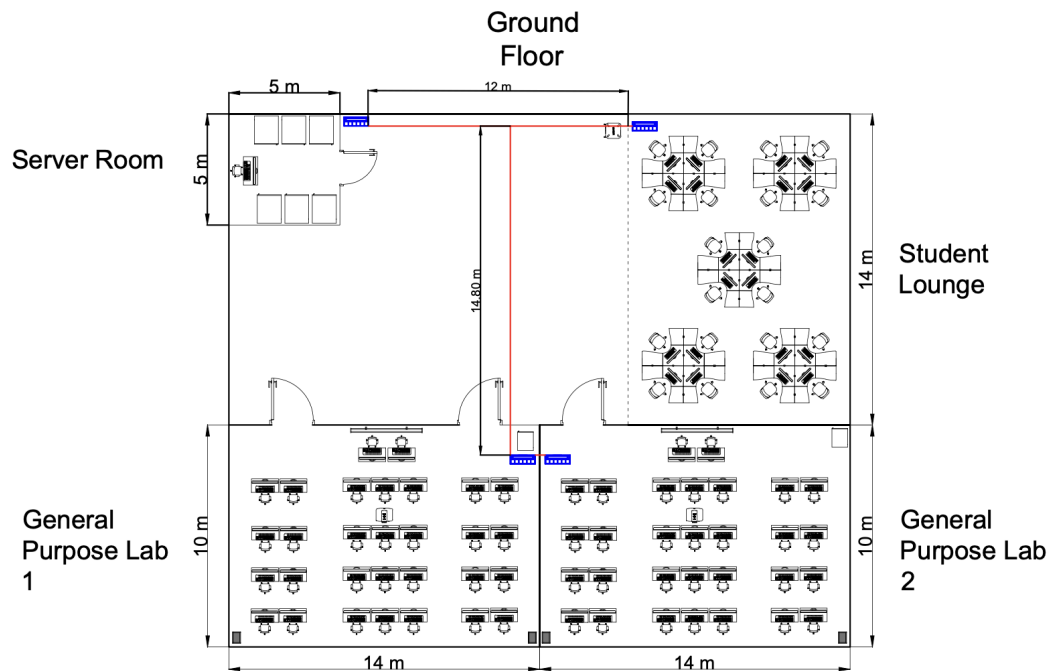 Ground
Floor
5 m
12 m
Server Room
5 m
14.80 m
14 m
Student
Lounge
General
Purpose Lab
1
10 m
10 m
General
Purpose Lab
2
14 m
14 m